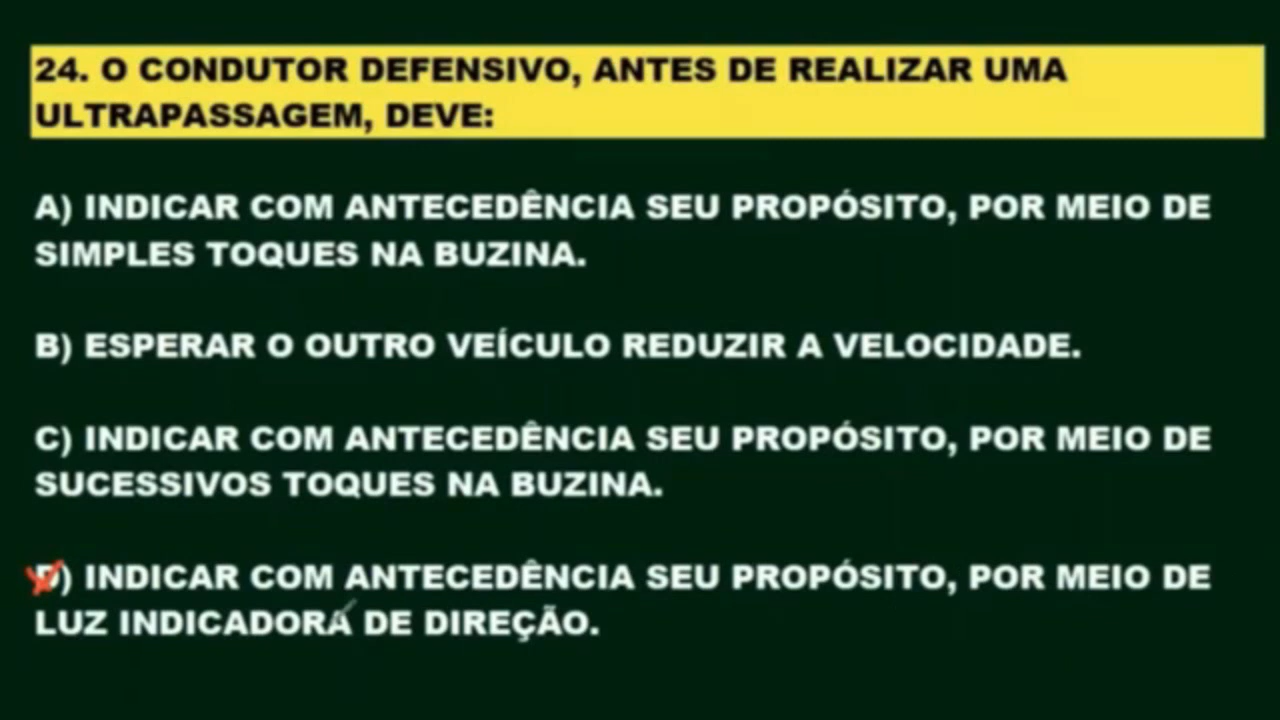 24. O CONDUTOR DEFENSIVO, ANTES DE REALIZAR UMA
ULTRAPASSAGEM, DEVE:
A) INDICAR COM ANTECEDÊNCIA SEU PROPÓSITO, POR MEIO DE
SIMPLES TOQUES NA BUZINA.
B) ESPERAR O OUTRO VEÍCULO REDUZIR A VELOCIDADE.
C) INDICAR COM ANTECEDÊNCIA SEU PROPÓSITO, POR MEIO DE
SUCESSIVOS TOQUES NA BUZINA.
D) INDICAR COM ANTECEDÊNCIA SEU PROPÓSITO, POR MEIO DE
LUZ INDICADORA DE DIREÇÃO.